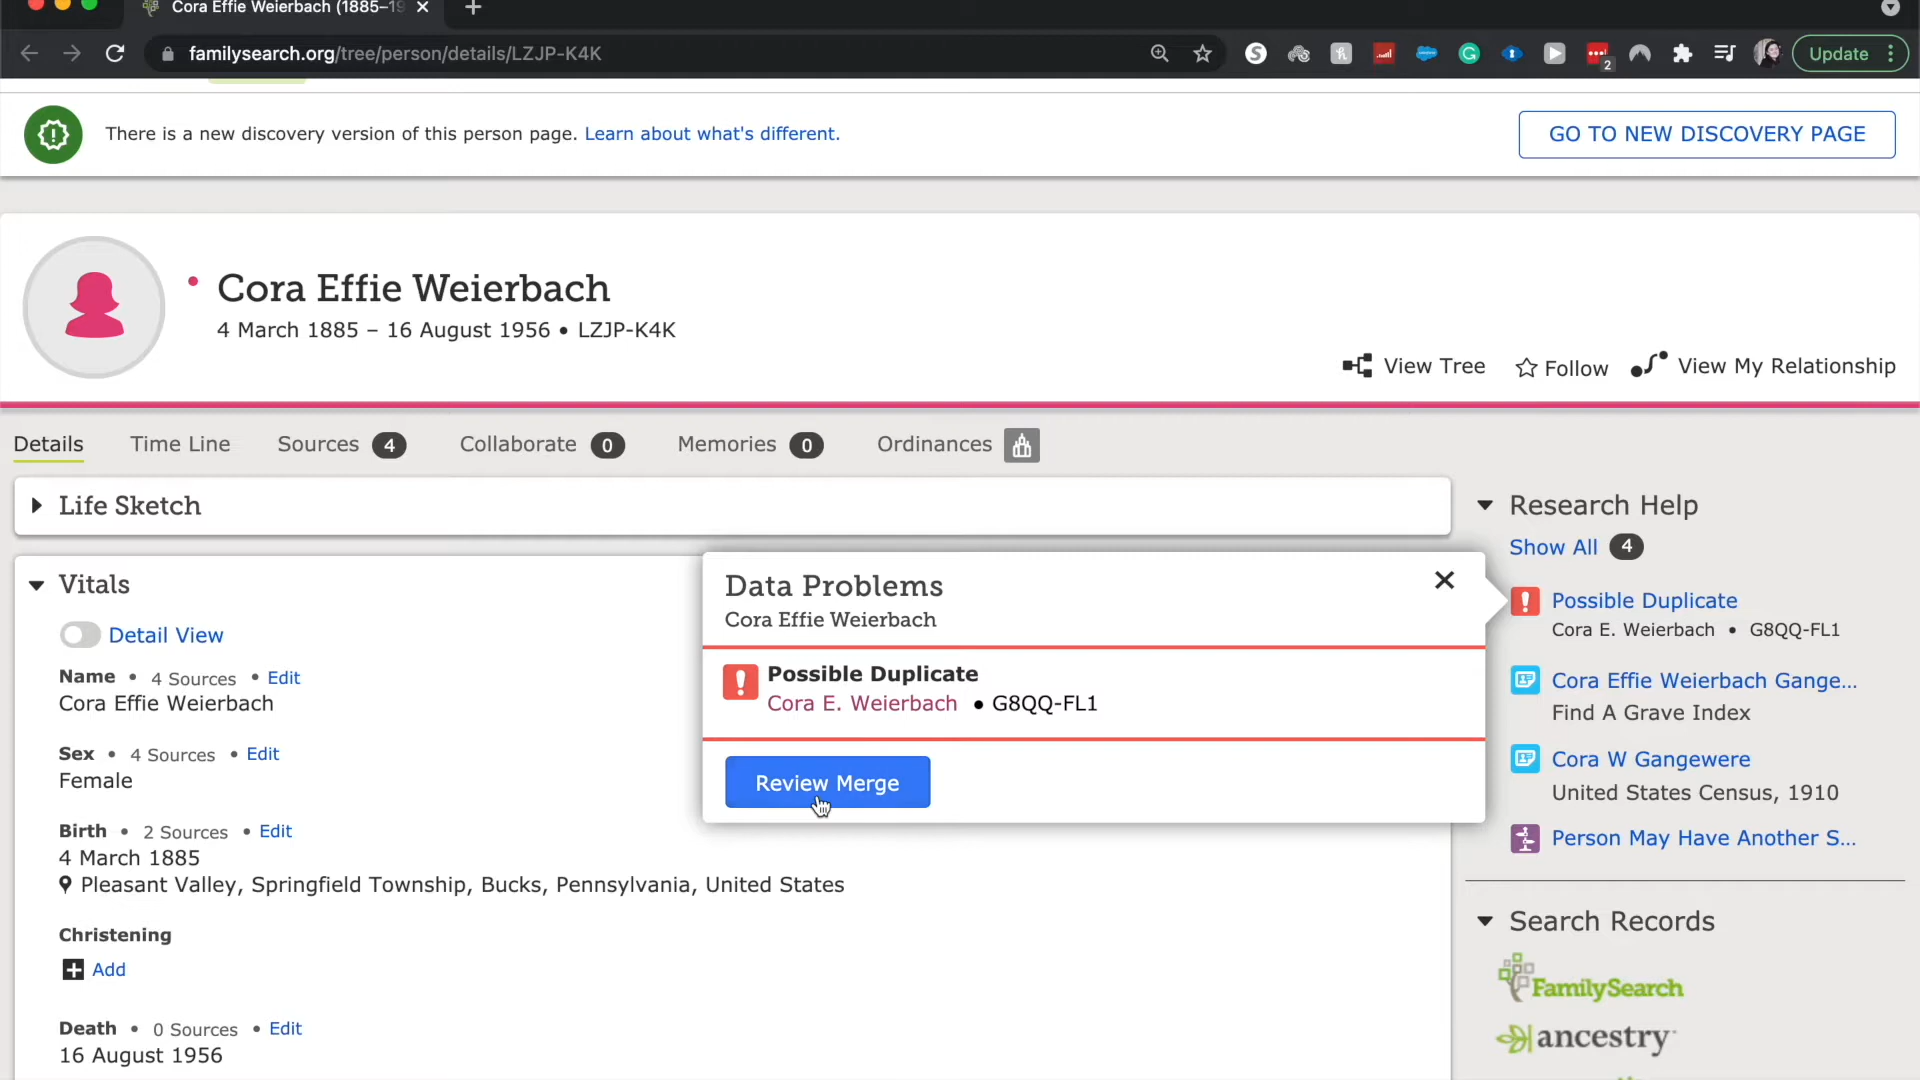 Cora Effie Weierbach (1885–19
familysearch.org/tree/person/details/LZJP-K4K
2
Update
There is a new discovery version of this person page. Learn about what's different.
GO TO NEW DISCOVERY PAGE
Cora Effie Weierbach
4 March 1885 – 16 August 1956 • LZJP-K4K
View Tree
Follow
View My Relationship
Details
Time Line
Sources 4
Collaborate 0
Memories 0
Ordinances
Life Sketch
Vitals
Detail View
Name • 4 Sources • Edit
Cora Effie Weierbach
Sex • 4 Sources • Edit
Female
Birth • 2 Sources • Edit
4 March 1885
Pleasant Valley, Springfield Township, Bucks, Pennsylvania, United States
Christening
Add
Death • 0 Sources • Edit
16 August 1956
Data Problems
Cora Effie Weierbach
Possible Duplicate
Cora E. Weierbach • G8QQ-FL1
Review Merge
Research Help
Show All 4
Possible Duplicate
Cora E. Weierbach • G8QQ-FL1
Cora Effie Weierbach Gange...
Find A Grave Index
Cora W Gangewere
United States Census, 1910
Person May Have Another S...
Search Records
FamilySearch
ancestry